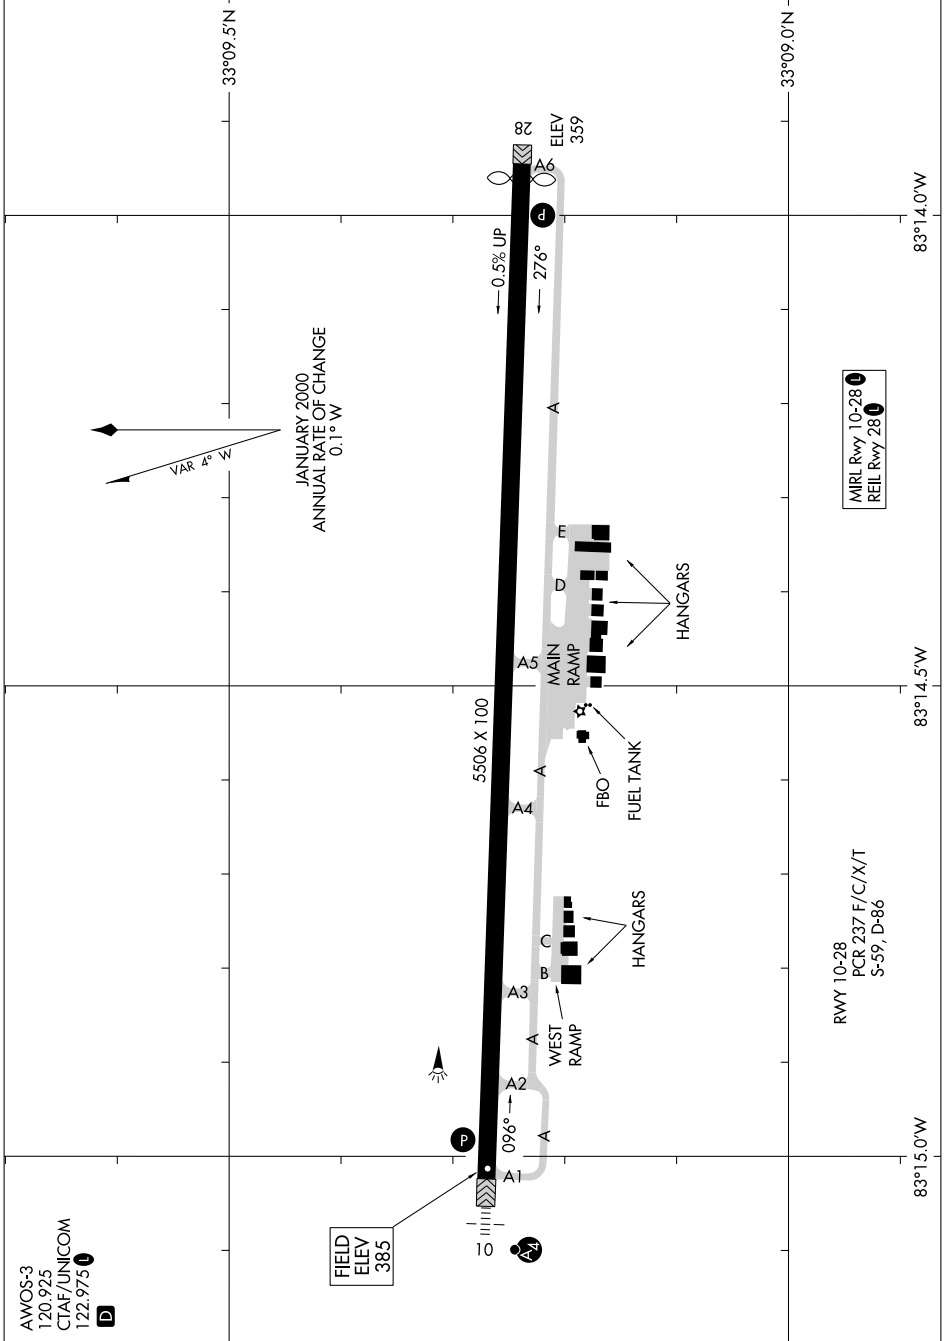 AWOS-3
120.925
CTAF/UNICOM
122.975 L
D
33°09.5'N
33°09.0'N
83°14.0'W
83°14.5'W
83°15.0'W
VAR 4° W
JANUARY 2000
ANNUAL RATE OF CHANGE
0.1° W
FIELD
ELEV
385
10
A4
P
096°
A1
A2
A
A
A3
B
C
WEST
RAMP
HANGARS
A4
A
5506 X 100
A5
MAIN
RAMP
FBO
FUEL TANK
D
E
HANGARS
A
0.5% UP
276°
P
A6
28
ELEV
359
RWY 10-28
PCR 237 F/C/X/T
S-59, D-86
MIRL Rwy 10-28 L
REIL Rwy 28 L